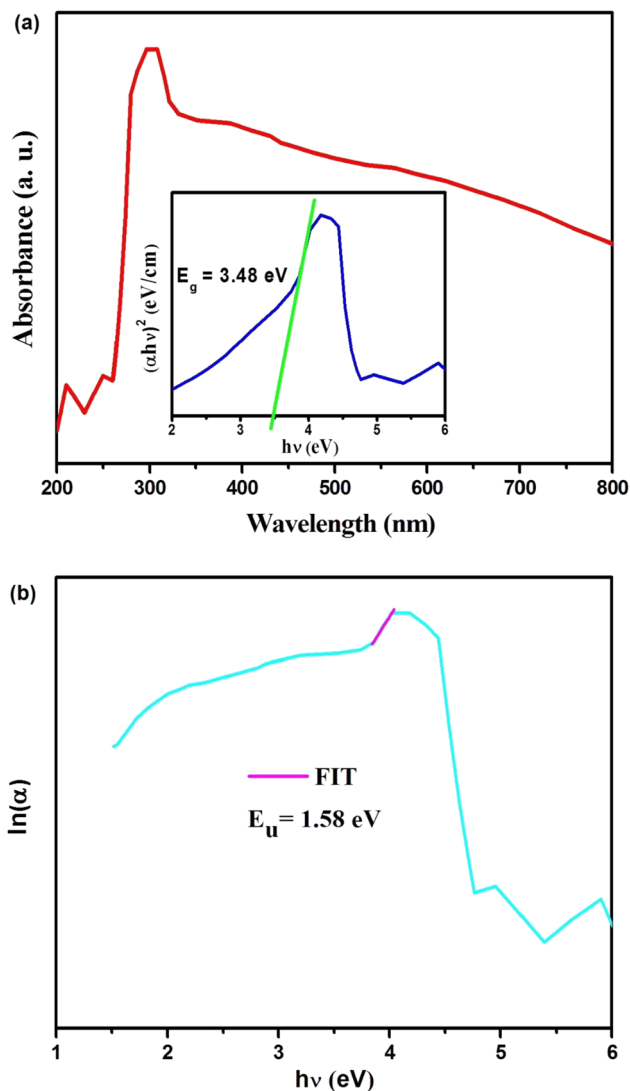 (a)
Absorbance (a. u.)
(αhν)² (eV/cm)
E_g = 3.48 eV
2 3 4 5 6
hν (eV)
200 300 400 500 600 700 800
Wavelength (nm)
(b)
ln(α)
FIT
E_u= 1.58 eV
1 2 3 4 5 6
hν (eV)